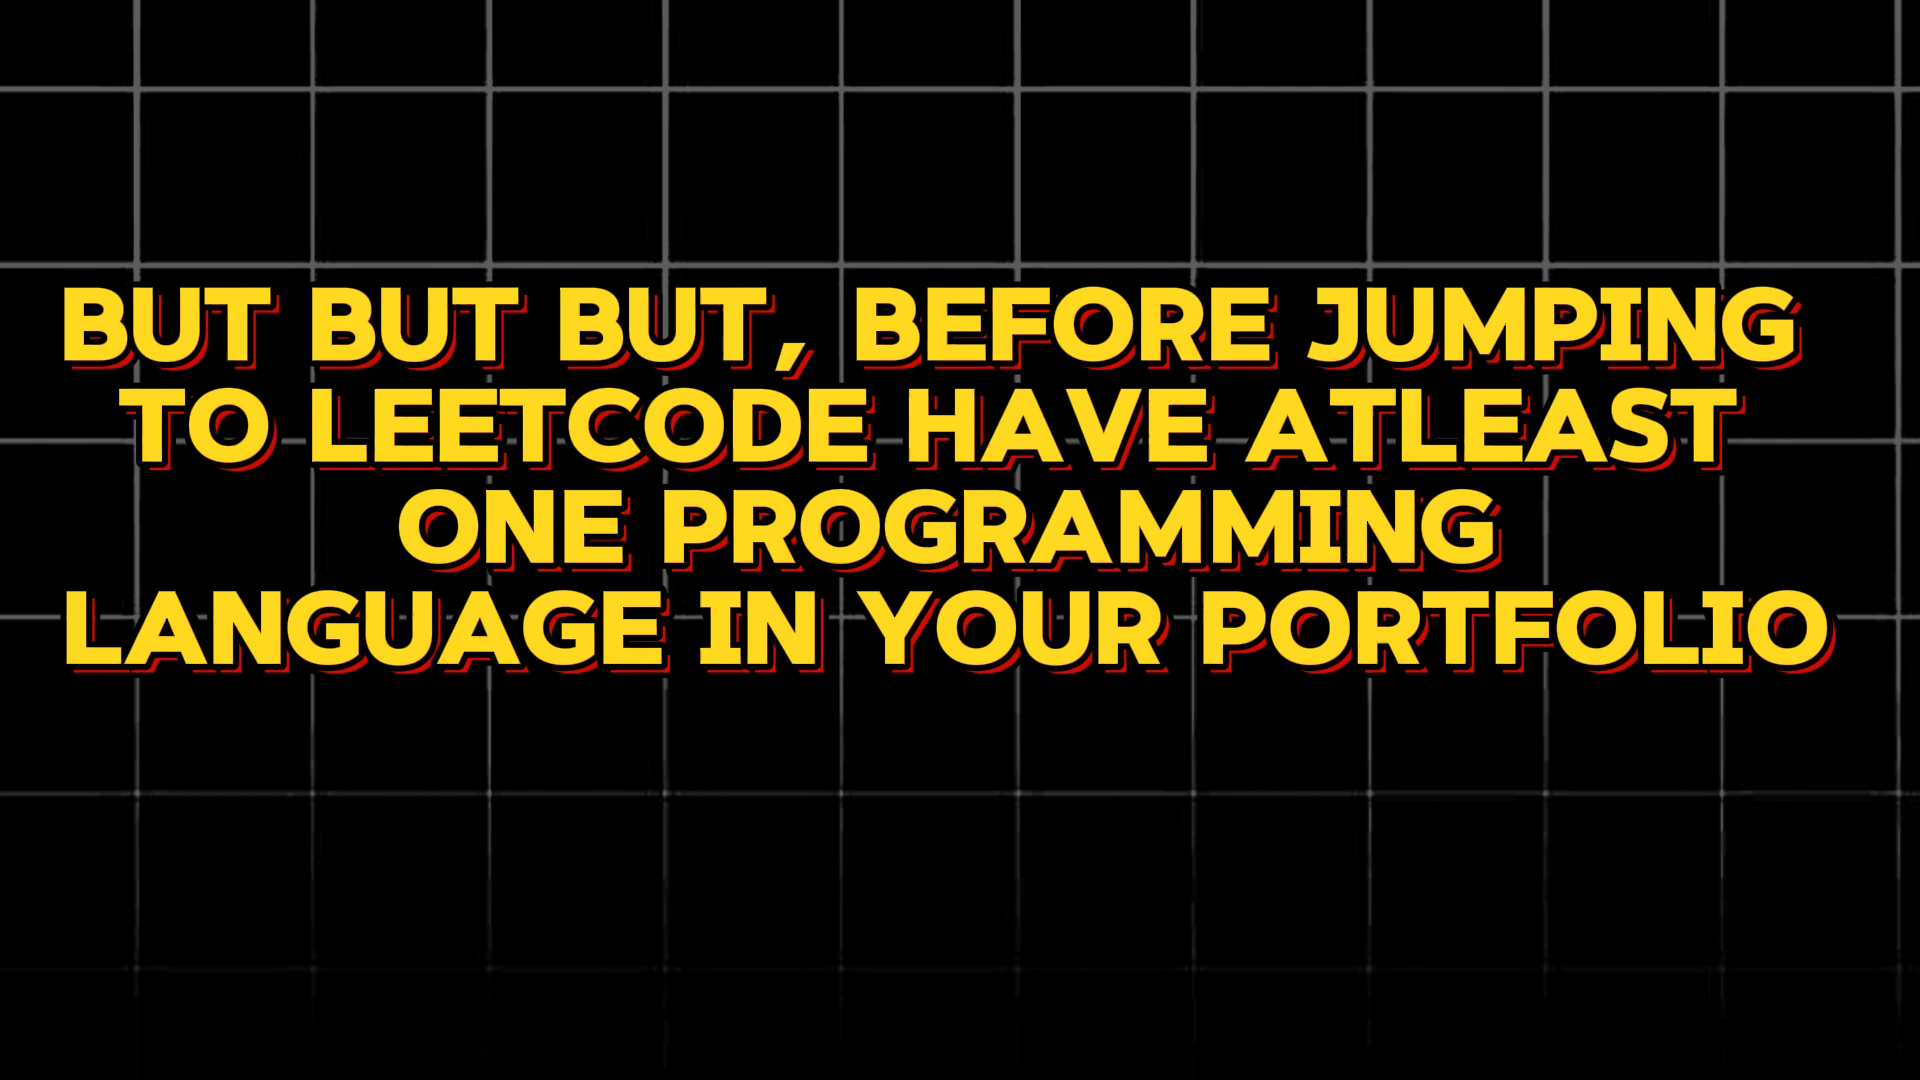 BUT BUT BUT, BEFORE JUMPING
TO LEETCODE HAVE ATLEAST
ONE PROGRAMMING
LANGUAGE IN YOUR PORTFOLIO